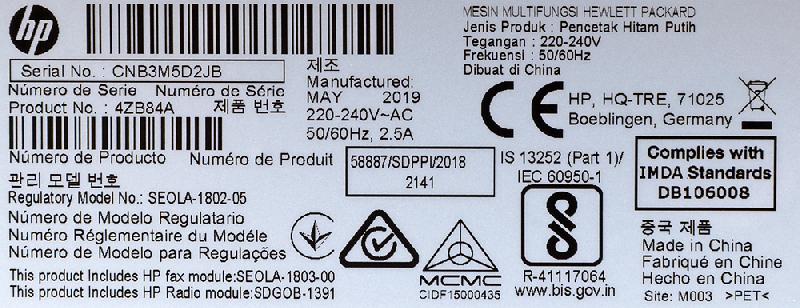 hp
Serial No. : CNB3M5D2JB
Número de Serie Numéro de Série
Product No. : 4ZB84A 제품 번호
Número de Producto Numéro de Produit
관리 모델 번호
Regulatory Model No.: SEOLA-1802-05
Número de Modelo Regulatario
Numéro Réglementaire du Modéle
Número de Modelo para Regulações
This product Includes HP fax module:SEOLA-1803-00
This product Includes HP Radio module:SDGOB-1391
제조
Manufactured:
MAY 2019
220-240V~AC
50/60Hz, 2.5A
58887/SDPPI/2018
2141
MCMC
CIDF15000435
MESIN MULTIFUNGSI HEWLETT PACKARD
Jenis Produk : Pencetak Hitam Putih
Tegangan : 220-240V
Frekuensi : 50/60Hz
Dibuat di China
CE HP, HQ-TRE, 71025
Boeblingen, Germany
IS 13252 (Part 1)/
IEC 60950-1
R-41117064
www.bis.gov.in
Complies with
IMDA Standards
DB106008
중국 제품
Made in China
Fabriqué en Chine
Hecho en China
Site: M003 >PET<